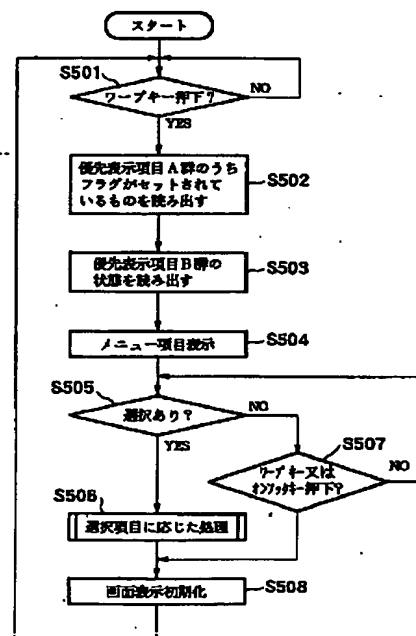 スタート
S501
ワープキー押下?
NO
YES
優先表示項目A群のうち
フラグがセットされて
いるものを読み出す
S502
優先表示項目B群の
状態を読み出す
S503
メニュー項目表示
S504
S505
選択あり?
NO
YES
S507
ワープキー又は
オンフックキー押下?
NO
S506
選択項目に応じた処理
画面表示初期化
S508